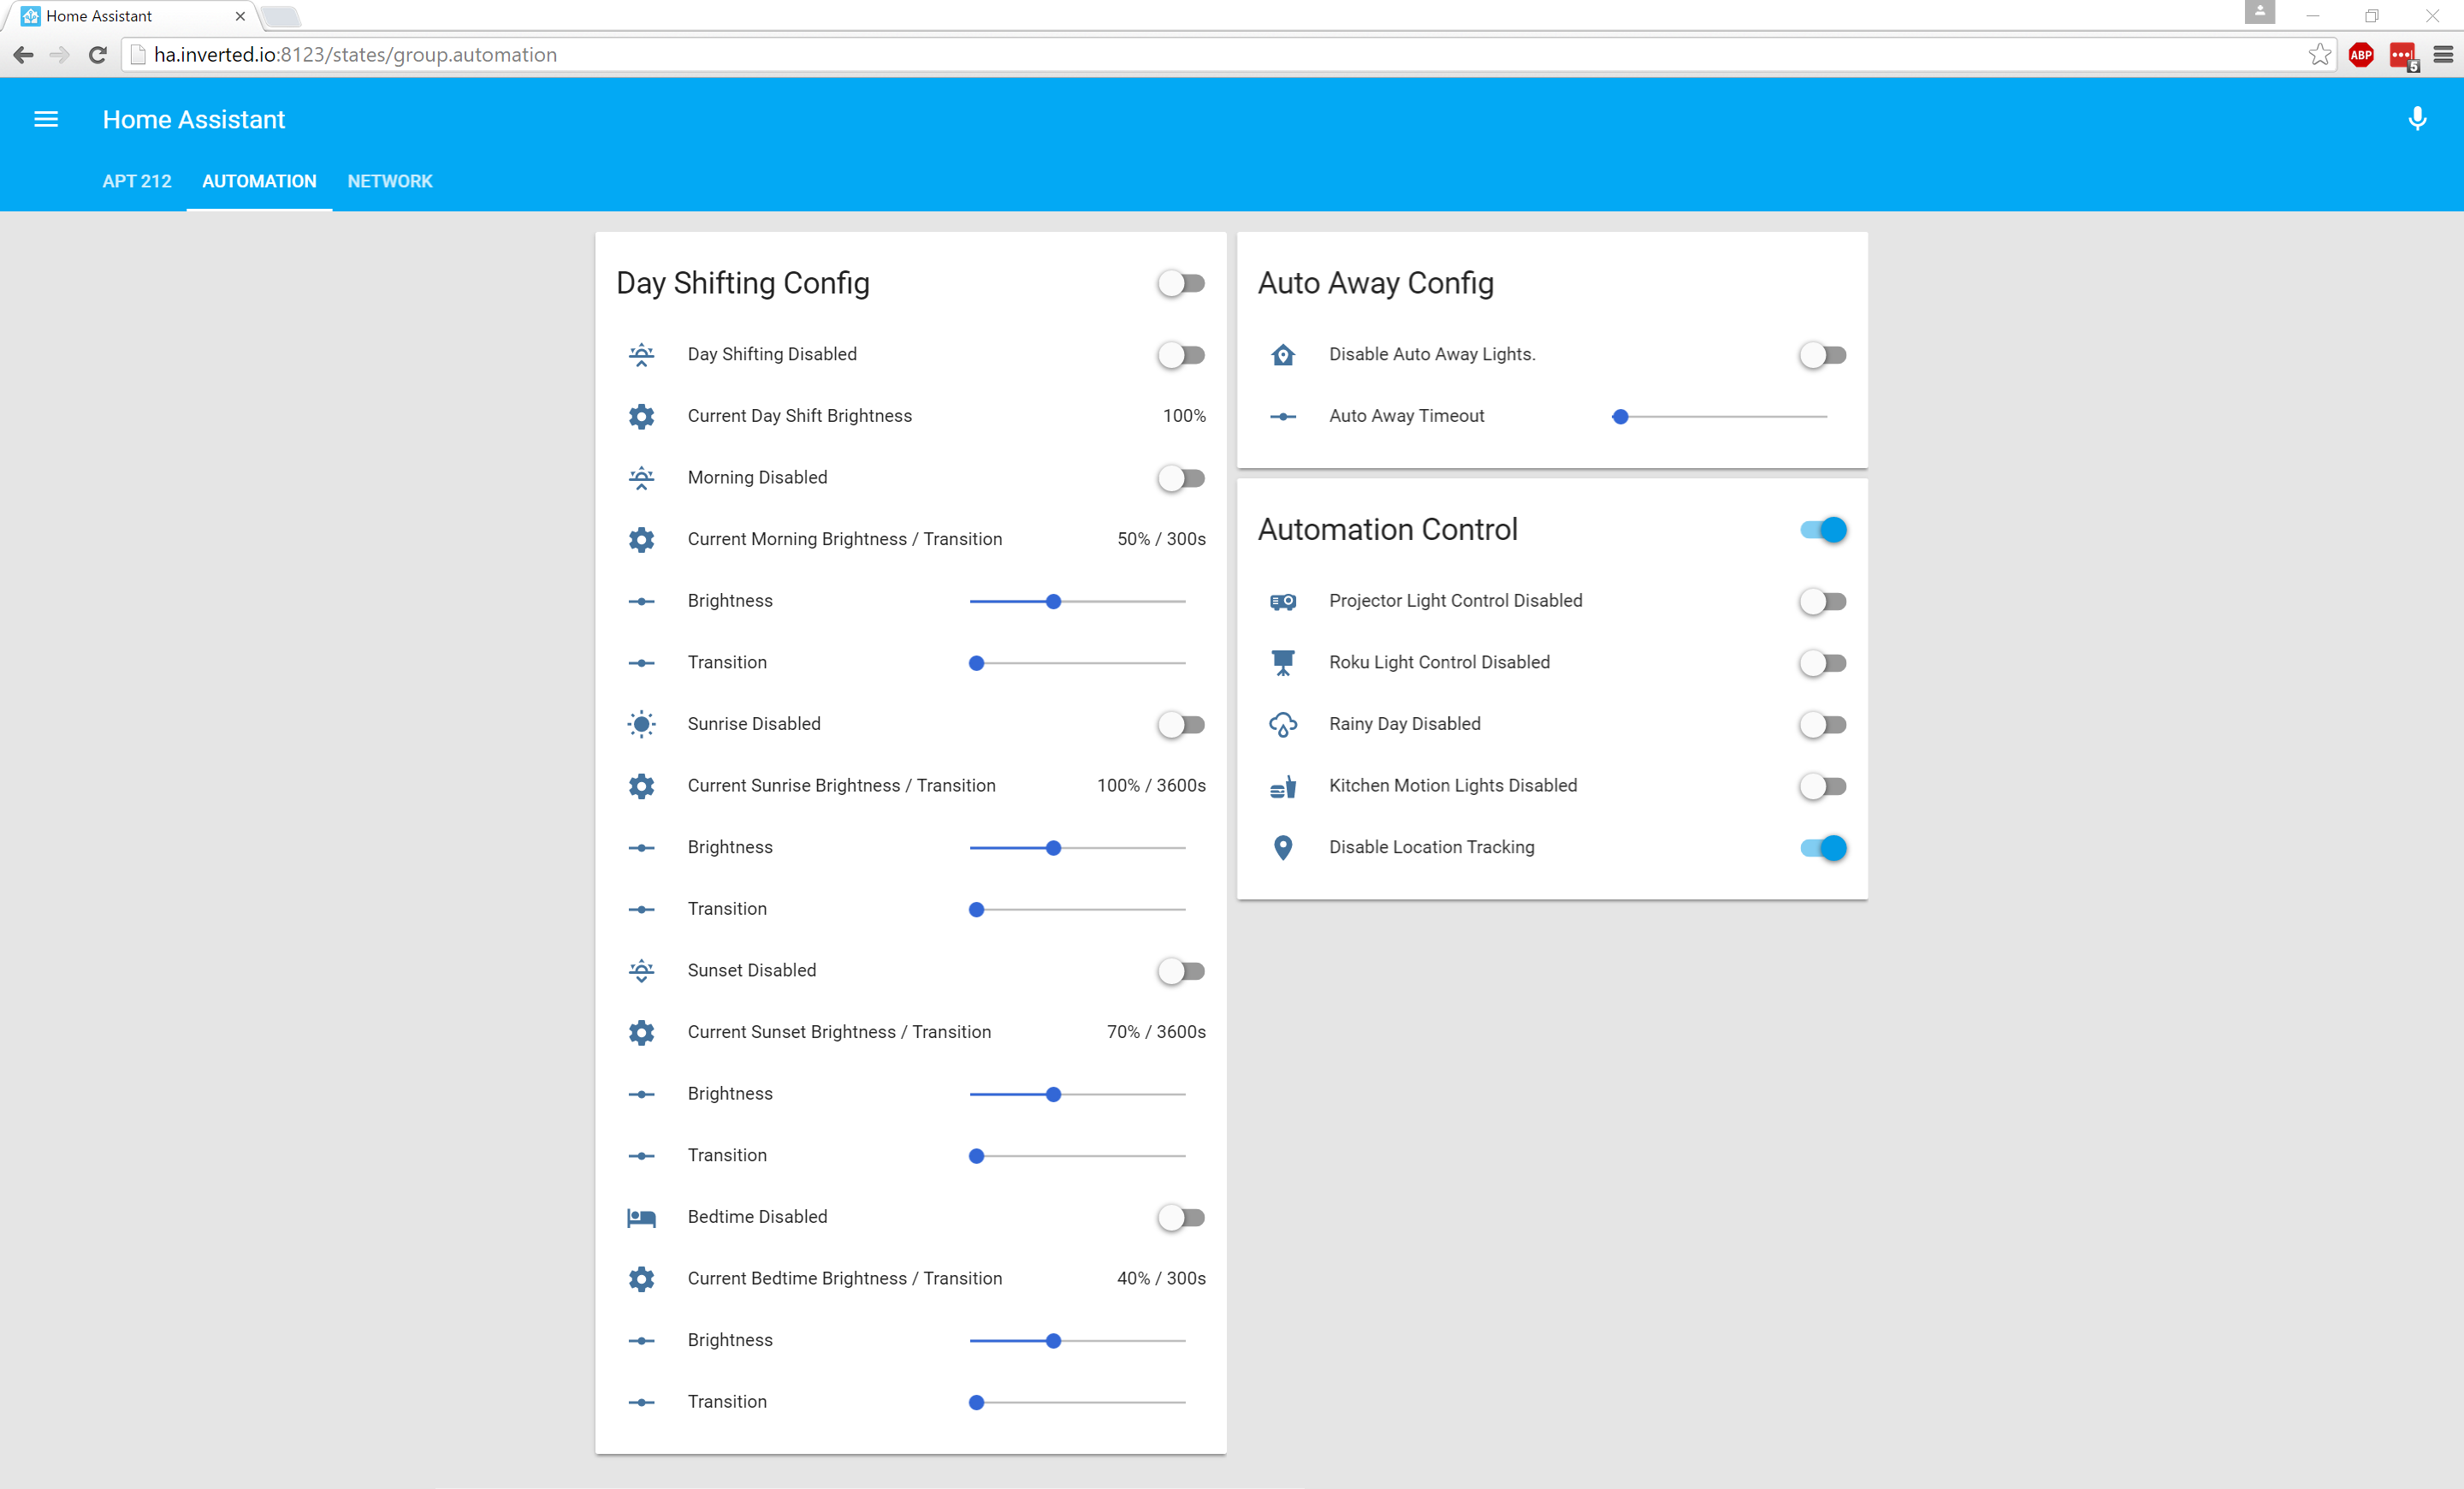 Home Assistant
ha.inverted.io:8123/states/group.automation
ABP
5
Home Assistant
APT 212 AUTOMATION NETWORK
Day Shifting Config
Day Shifting Disabled
Current Day Shift Brightness 100%
Morning Disabled
Current Morning Brightness / Transition 50% / 300s
Brightness
Transition
Sunrise Disabled
Current Sunrise Brightness / Transition 100% / 3600s
Brightness
Transition
Sunset Disabled
Current Sunset Brightness / Transition 70% / 3600s
Brightness
Transition
Bedtime Disabled
Current Bedtime Brightness / Transition 40% / 300s
Brightness
Transition
Auto Away Config
Disable Auto Away Lights.
Auto Away Timeout
Automation Control
Projector Light Control Disabled
Roku Light Control Disabled
Rainy Day Disabled
Kitchen Motion Lights Disabled
Disable Location Tracking